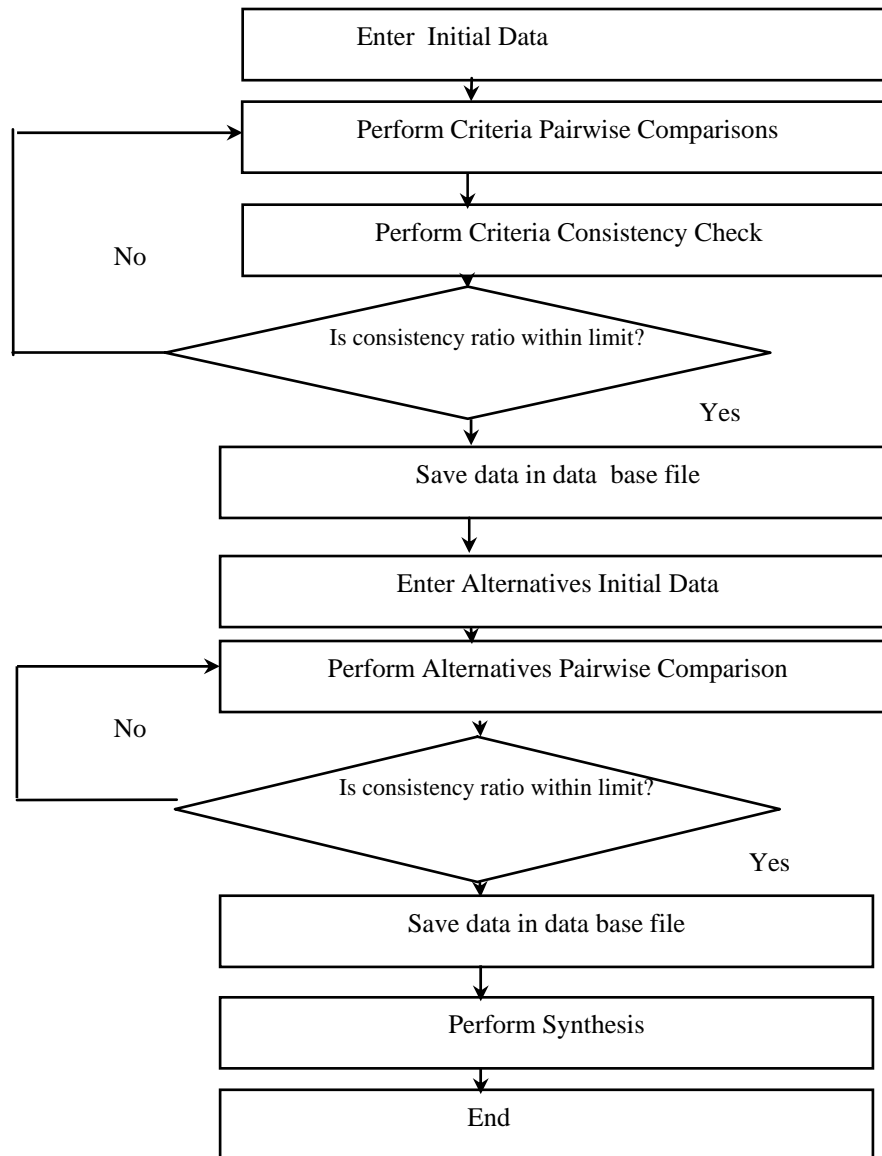 Enter Initial Data
Perform Criteria Pairwise Comparisons
Perform Criteria Consistency Check
No
Is consistency ratio within limit?
Yes
Save data in data base file
Enter Alternatives Initial Data
Perform Alternatives Pairwise Comparison
No
Is consistency ratio within limit?
Yes
Save data in data base file
Perform Synthesis
End